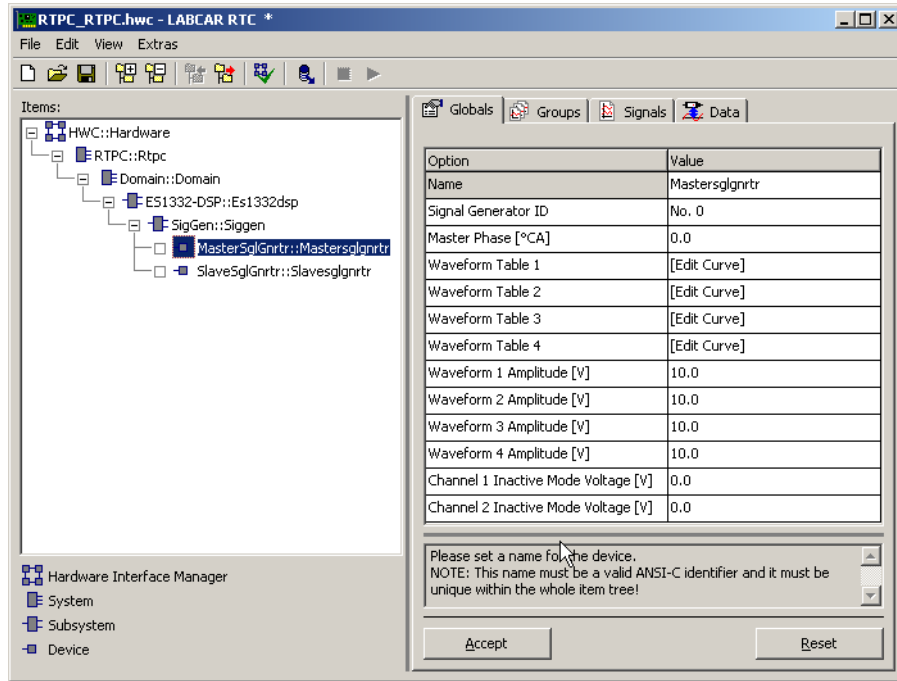 RTPC_RTPC.hwc - LABCAR RTC *
File Edit View Extras
Items:
HWC::Hardware
RTPC::Rtpc
Domain::Domain
ES1332-DSP::Es1332dsp
SigGen::Siggen
MasterSglGnrtr::Mastersglgnrtr
SlaveSglGnrtr::Slavesglgnrtr
Hardware Interface Manager
System
Subsystem
Device
Globals Groups Signals Data
Option Value
Name Mastersglgnrtr
Signal Generator ID No. 0
Master Phase [°CA] 0.0
Waveform Table 1 [Edit Curve]
Waveform Table 2 [Edit Curve]
Waveform Table 3 [Edit Curve]
Waveform Table 4 [Edit Curve]
Waveform 1 Amplitude [V] 10.0
Waveform 2 Amplitude [V] 10.0
Waveform 3 Amplitude [V] 10.0
Waveform 4 Amplitude [V] 10.0
Channel 1 Inactive Mode Voltage [V] 0.0
Channel 2 Inactive Mode Voltage [V] 0.0
Please set a name for the device.
NOTE: This name must be a valid ANSI-C identifier and it must be
unique within the whole item tree!
Accept Reset